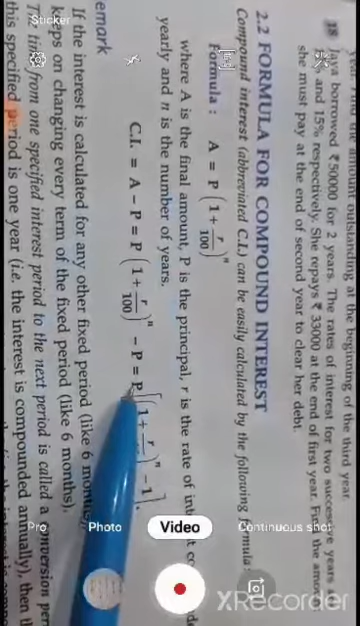 year. Find the amount outstanding at the beginning of the third year.
18 Jaya borrowed ₹50000 for 2 years. The rates of interest for two successive years
% and 15% respectively. She repays ₹ 33000 at the end of first year. Find the amou
she must pay at the end of second year to clear her debt.
2.2 FORMULA FOR COMPOUND INTEREST
Compound interest (abbreviated C.I.) can be easily calculated by the following formula:
Formula : A = P (1 + r/100)^n
where A is the final amount, P is the principal, r is the rate of int
yearly and n is the number of years.
C.I. = A – P = P (1 + r/100)^n – P = P [(1 + r/ )^n – 1].
emark
If the interest is calculated for any other fixed period (like 6 months)
keeps on changing every term of the fixed period (like 6 months).
The time from one specified interest period to the next period is called a conversion per
this specified period is one year (i.e. the interest is compounded annually), then th
Pro
Photo
Video
Continuous shot
XRecorder